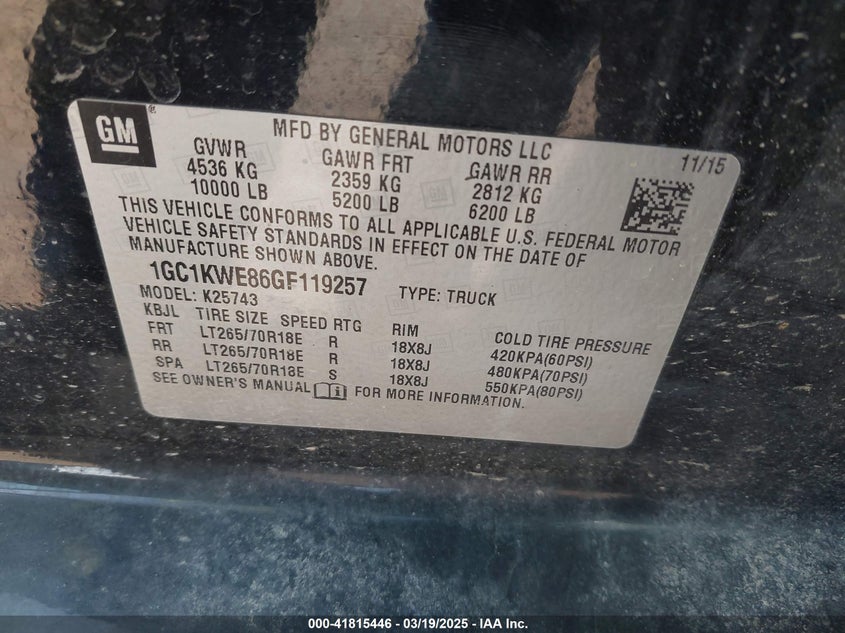 GM
MFD BY GENERAL MOTORS LLC
11/15
GVWR GAWR FRT GAWR RR
4536 KG 2359 KG 2812 KG
10000 LB 5200 LB 6200 LB
THIS VEHICLE CONFORMS TO ALL APPLICABLE U.S. FEDERAL MOTOR
VEHICLE SAFETY STANDARDS IN EFFECT ON THE DATE OF
MANUFACTURE SHOWN ABOVE.
1GC1KWE86GF119257 TYPE: TRUCK
MODEL: K25743
KBJL TIRE SIZE SPEED RTG RIM COLD TIRE PRESSURE
FRT LT265/70R18E R 18X8J 420KPA(60PSI)
RR LT265/70R18E R 18X8J 480KPA(70PSI)
SPA LT265/70R18E S 18X8J 550KPA(80PSI)
SEE OWNER'S MANUAL FOR MORE INFORMATION.
000-41815446 - 03/19/2025 - IAA Inc.